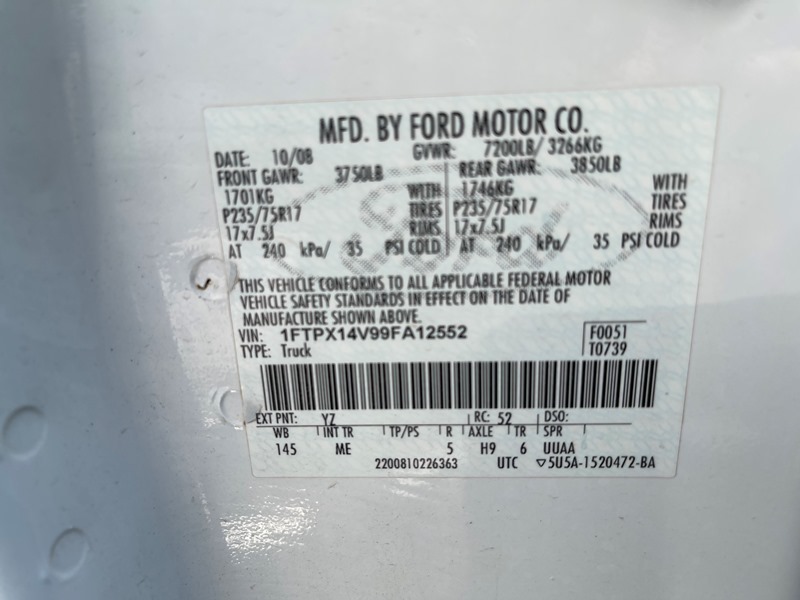 MFD. BY FORD MOTOR CO.
DATE: 10/08 GVWR: 7200LB/ 3266KG
FRONT GAWR: 3750LB REAR GAWR: 3850LB
1701KG WITH 1746KG WITH
P235/75R17 TIRES P235/75R17 TIRES
17x7.5J RIMS 17x7.5J RIMS
AT 240 kPa/ 35 PSI COLD AT 240 kPa/ 35 PSI COLD
THIS VEHICLE CONFORMS TO ALL APPLICABLE FEDERAL MOTOR
VEHICLE SAFETY STANDARDS IN EFFECT ON THE DATE OF
MANUFACTURE SHOWN ABOVE.
VIN: 1FTPX14V99FA12552 F0051
TYPE: Truck T0739
EXT PNT: YZ RC: 52 DSO:
WB INT TR TP/PS R AXLE TR SPR
145 ME 5 H9 6 UUAA
2200810226363 UTC ▽5U5A-1520472-BA
Ford